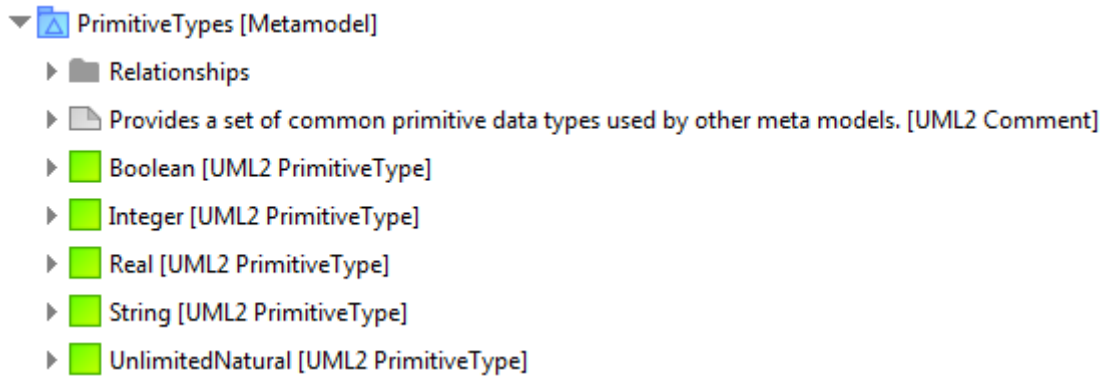 PrimitiveTypes [Metamodel]
Relationships
Provides a set of common primitive data types used by other meta models. [UML2 Comment]
Boolean [UML2 PrimitiveType]
Integer [UML2 PrimitiveType]
Real [UML2 PrimitiveType]
String [UML2 PrimitiveType]
UnlimitedNatural [UML2 PrimitiveType]